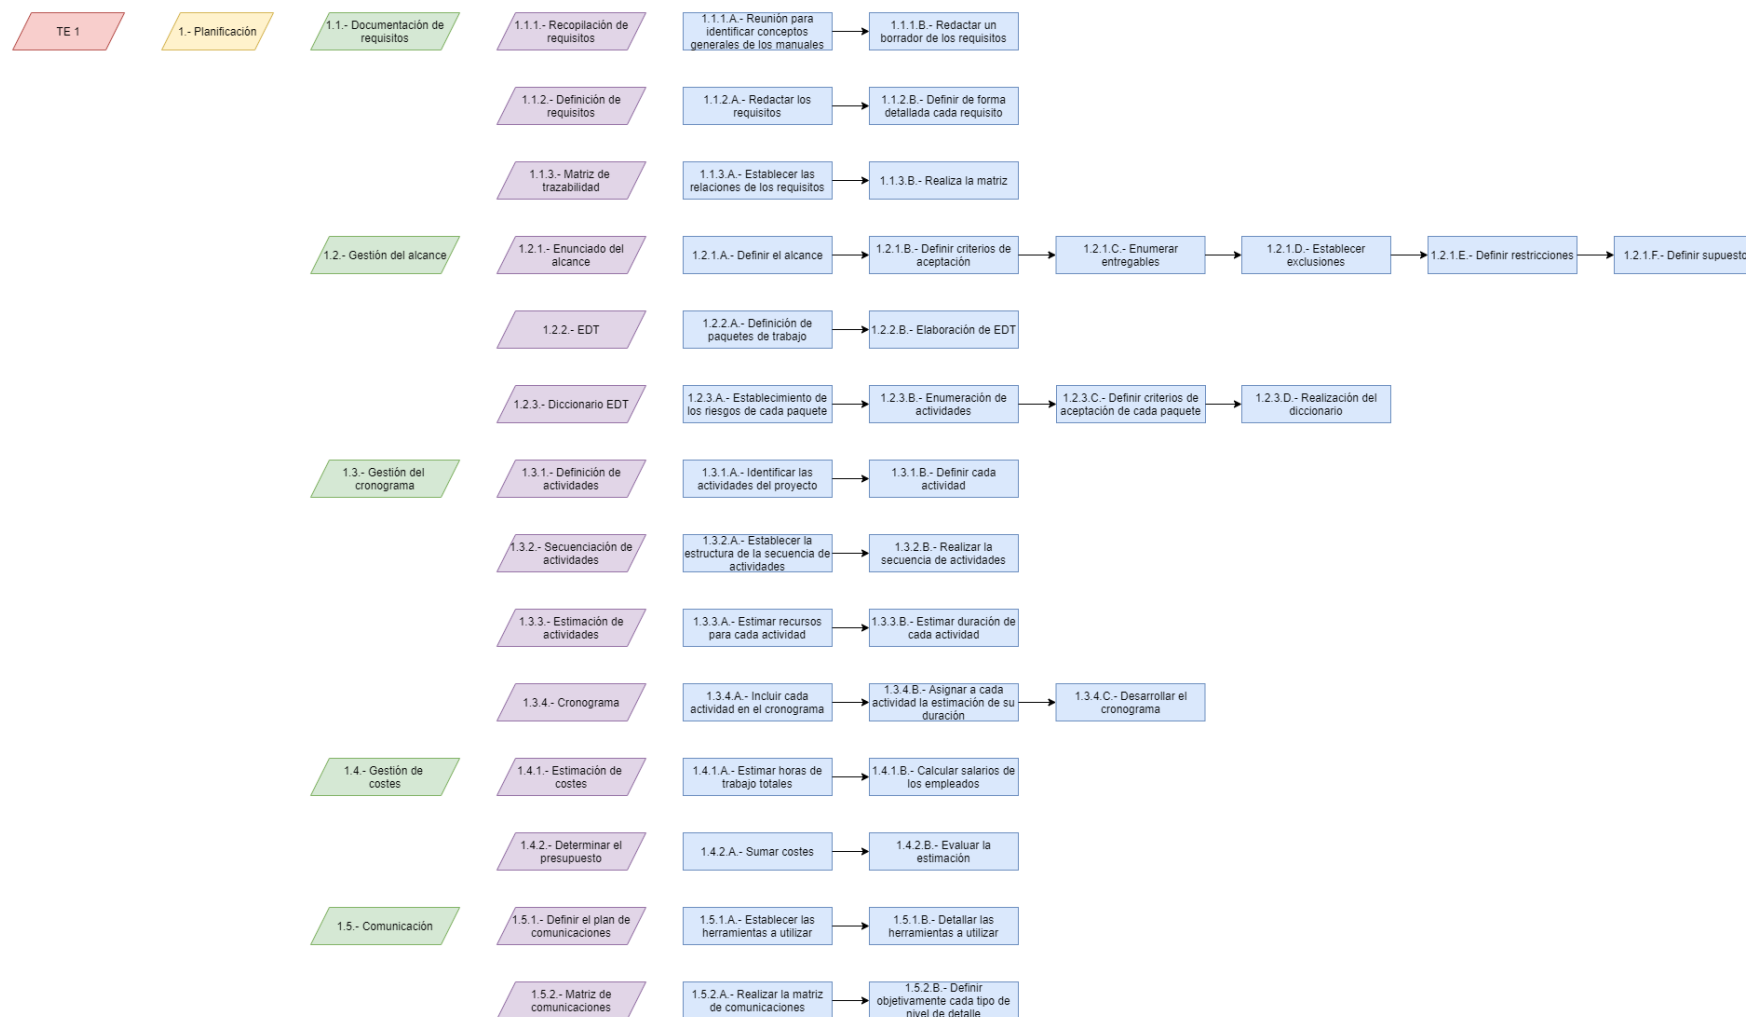 TE 1
1.- Planificación
1.1.- Documentación de
requisitos
1.1.1.- Recopilación de
requisitos
1.1.1.A.- Reunión para
identificar conceptos
generales de los manuales
1.1.1.B.- Redactar un
borrador de los requisitos
1.1.2.- Definición de
requisitos
1.1.2.A.- Redactar los
requisitos
1.1.2.B.- Definir de forma
detallada cada requisito
1.1.3.- Matriz de
trazabilidad
1.1.3.A.- Establecer las
relaciones de los requisitos
1.1.3.B.- Realiza la matriz
1.2.- Gestión del alcance
1.2.1.- Enunciado del
alcance
1.2.1.A.- Definir el alcance
1.2.1.B.- Definir criterios de
aceptación
1.2.1.C.- Enumerar
entregables
1.2.1.D.- Establecer
exclusiones
1.2.1.E.- Definir restricciones
1.2.1.F.- Definir supuesto
1.2.2.- EDT
1.2.2.A.- Definición de
paquetes de trabajo
1.2.2.B.- Elaboración de EDT
1.2.3.- Diccionario EDT
1.2.3.A.- Establecimiento de
los riesgos de cada paquete
1.2.3.B.- Enumeración de
actividades
1.2.3.C.- Definir criterios de
aceptación de cada paquete
1.2.3.D.- Realización del
diccionario
1.3.- Gestión del
cronograma
1.3.1.- Definición de
actividades
1.3.1.A.- Identificar las
actividades del proyecto
1.3.1.B.- Definir cada
actividad
1.3.2.- Secuenciación de
actividades
1.3.2.A.- Establecer la
estructura de la secuencia de
actividades
1.3.2.B.- Realizar la
secuencia de actividades
1.3.3.- Estimación de
actividades
1.3.3.A.- Estimar recursos
para cada actividad
1.3.3.B.- Estimar duración de
cada actividad
1.3.4.- Cronograma
1.3.4.A.- Incluir cada
actividad en el cronograma
1.3.4.B.- Asignar a cada
actividad la estimación de su
duración
1.3.4.C.- Desarrollar el
cronograma
1.4.- Gestión de
costes
1.4.1.- Estimación de
costes
1.4.1.A.- Estimar horas de
trabajo totales
1.4.1.B.- Calcular salarios de
los empleados
1.4.2.- Determinar el
presupuesto
1.4.2.A.- Sumar costes
1.4.2.B.- Evaluar la
estimación
1.5.- Comunicación
1.5.1.- Definir el plan de
comunicaciones
1.5.1.A.- Establecer las
herramientas a utilizar
1.5.1.B.- Detallar las
herramientas a utilizar
1.5.2.- Matriz de
comunicaciones
1.5.2.A.- Realizar la matriz
de comunicaciones
1.5.2.B.- Definir
objetivamente cada tipo de
nivel de detalle